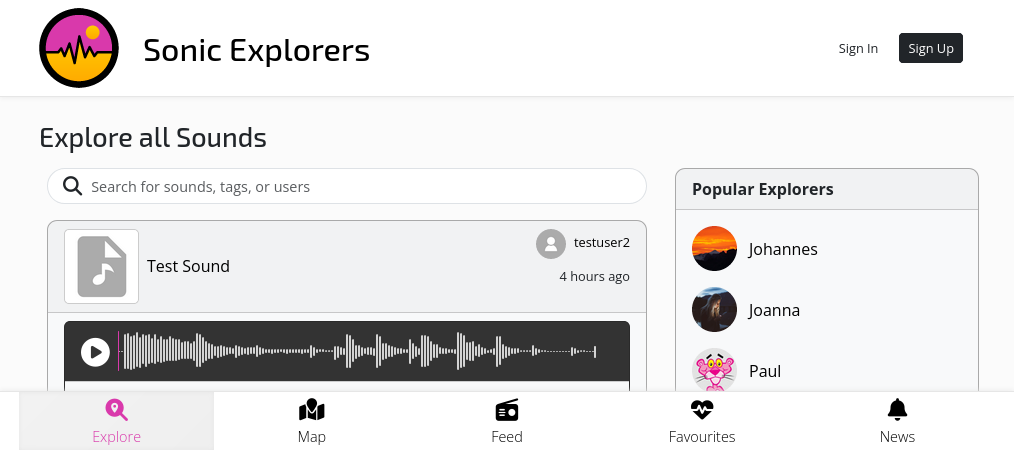 Sonic Explorers
Sign In
Sign Up
Explore all Sounds
Search for sounds, tags, or users
Test Sound
testuser2
4 hours ago
Popular Explorers
Johannes
Joanna
Paul
Explore
Map
Feed
Favourites
News